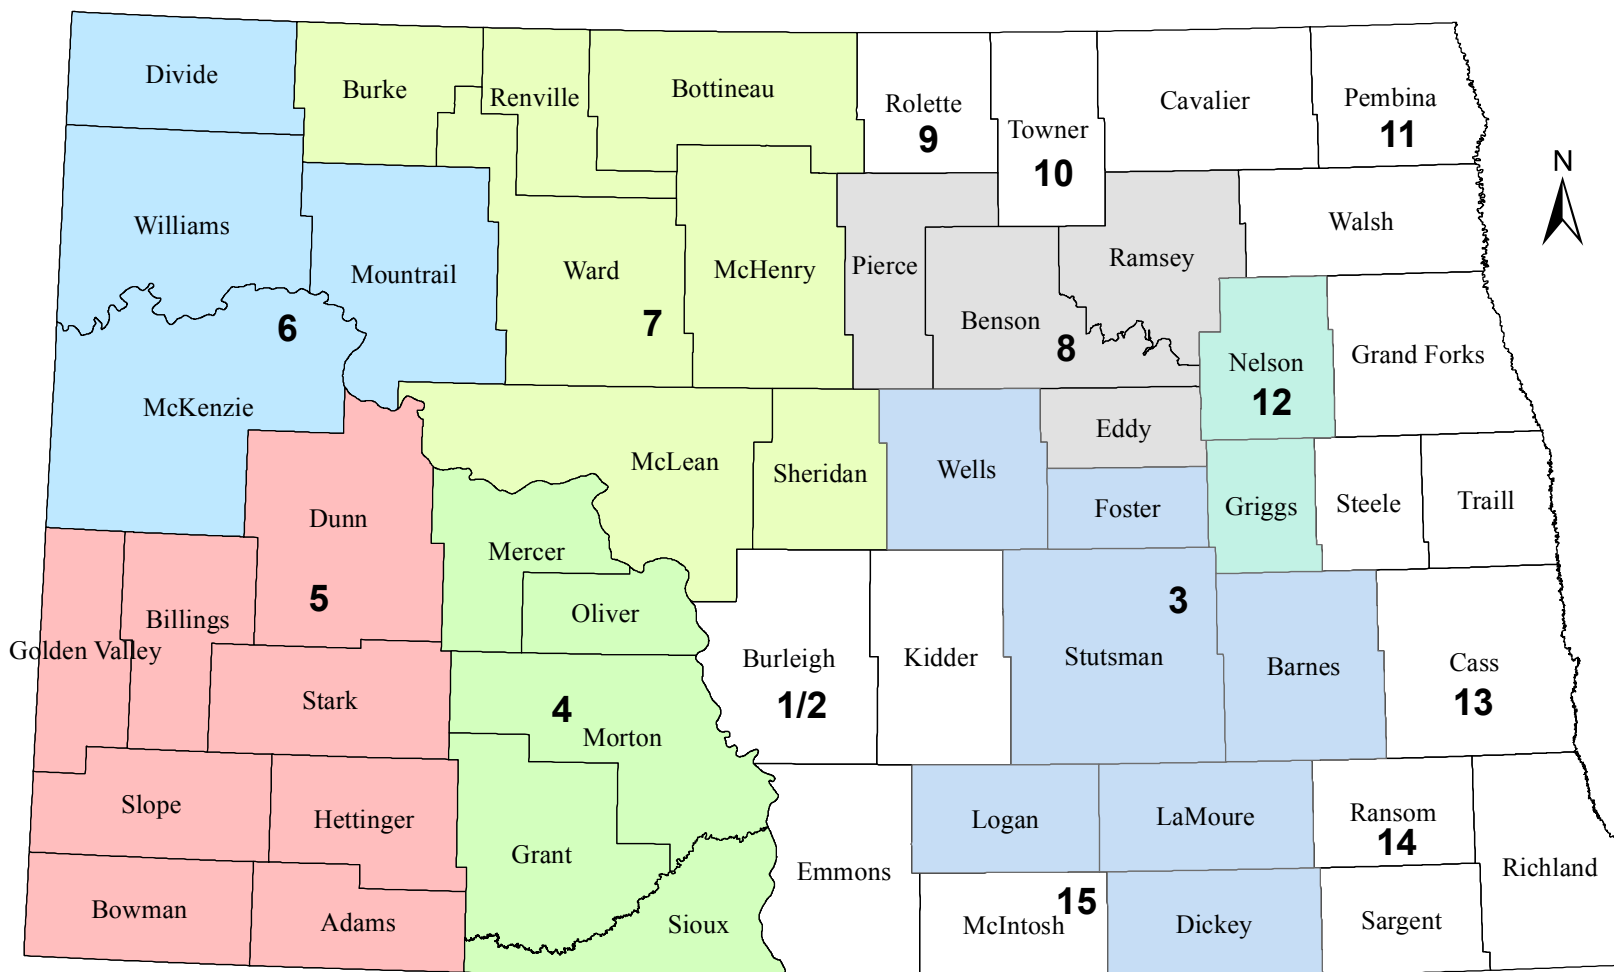 Divide
Burke
Renville
Bottineau
Rolette
9
Towner
10
Cavalier
Pembina
11
N
Williams
Mountrail
Ward
7
McHenry
Pierce
Benson
8
Ramsey
Walsh
6
McKenzie
Nelson
12
Grand Forks
McLean
Sheridan
Wells
Eddy
Foster
Griggs
Steele
Traill
Dunn
5
Mercer
Oliver
Golden Valley
Billings
Stark
4
Morton
Burleigh
1/2
Kidder
3
Stutsman
Barnes
Cass
13
Slope
Hettinger
Grant
Emmons
Logan
LaMoure
Ransom
14
Richland
Bowman
Adams
Sioux
McIntosh
15
Dickey
Sargent